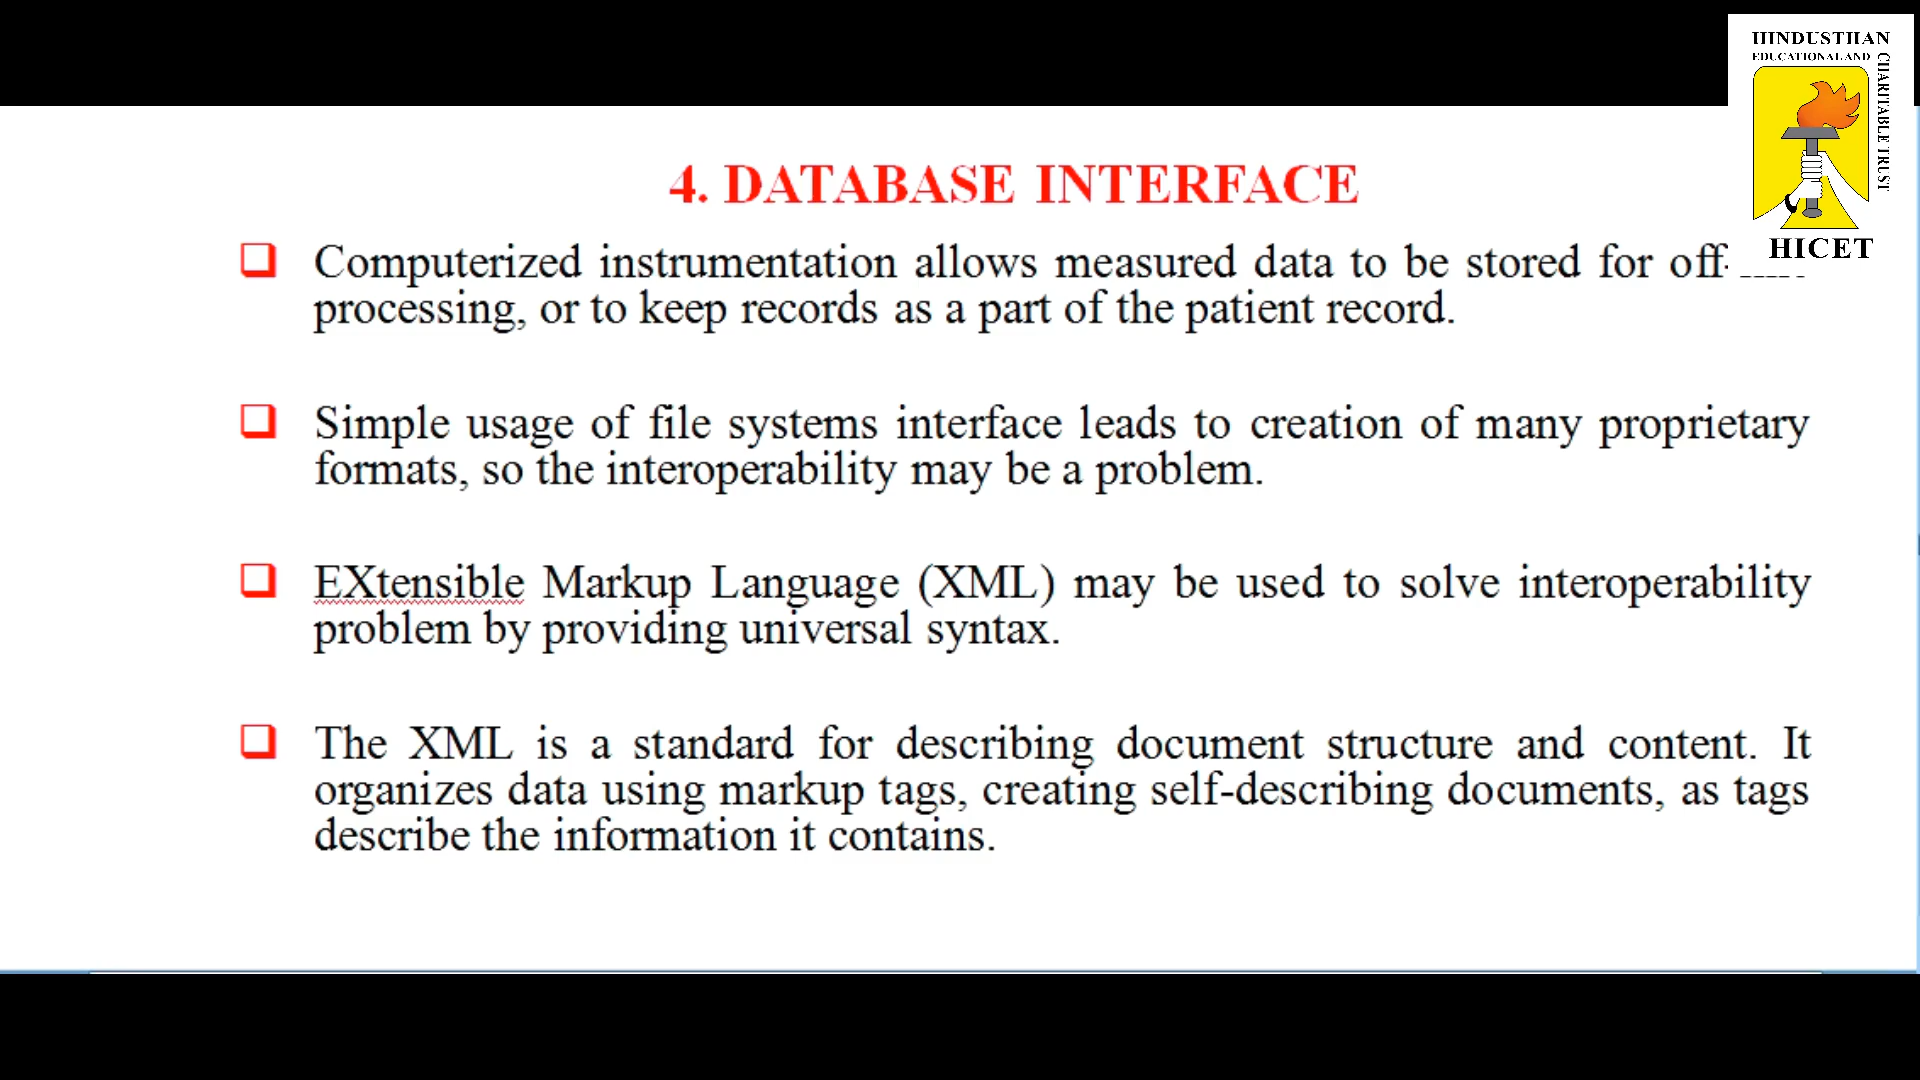 HINDUSTHAN
EDUCATIONAL AND
CHARITABLE TRUST
HICET
4. DATABASE INTERFACE
Computerized instrumentation allows measured data to be stored for off-
processing, or to keep records as a part of the patient record.
Simple usage of file systems interface leads to creation of many proprietary
formats, so the interoperability may be a problem.
EXtensible Markup Language (XML) may be used to solve interoperability
problem by providing universal syntax.
The XML is a standard for describing document structure and content. It
organizes data using markup tags, creating self-describing documents, as tags
describe the information it contains.